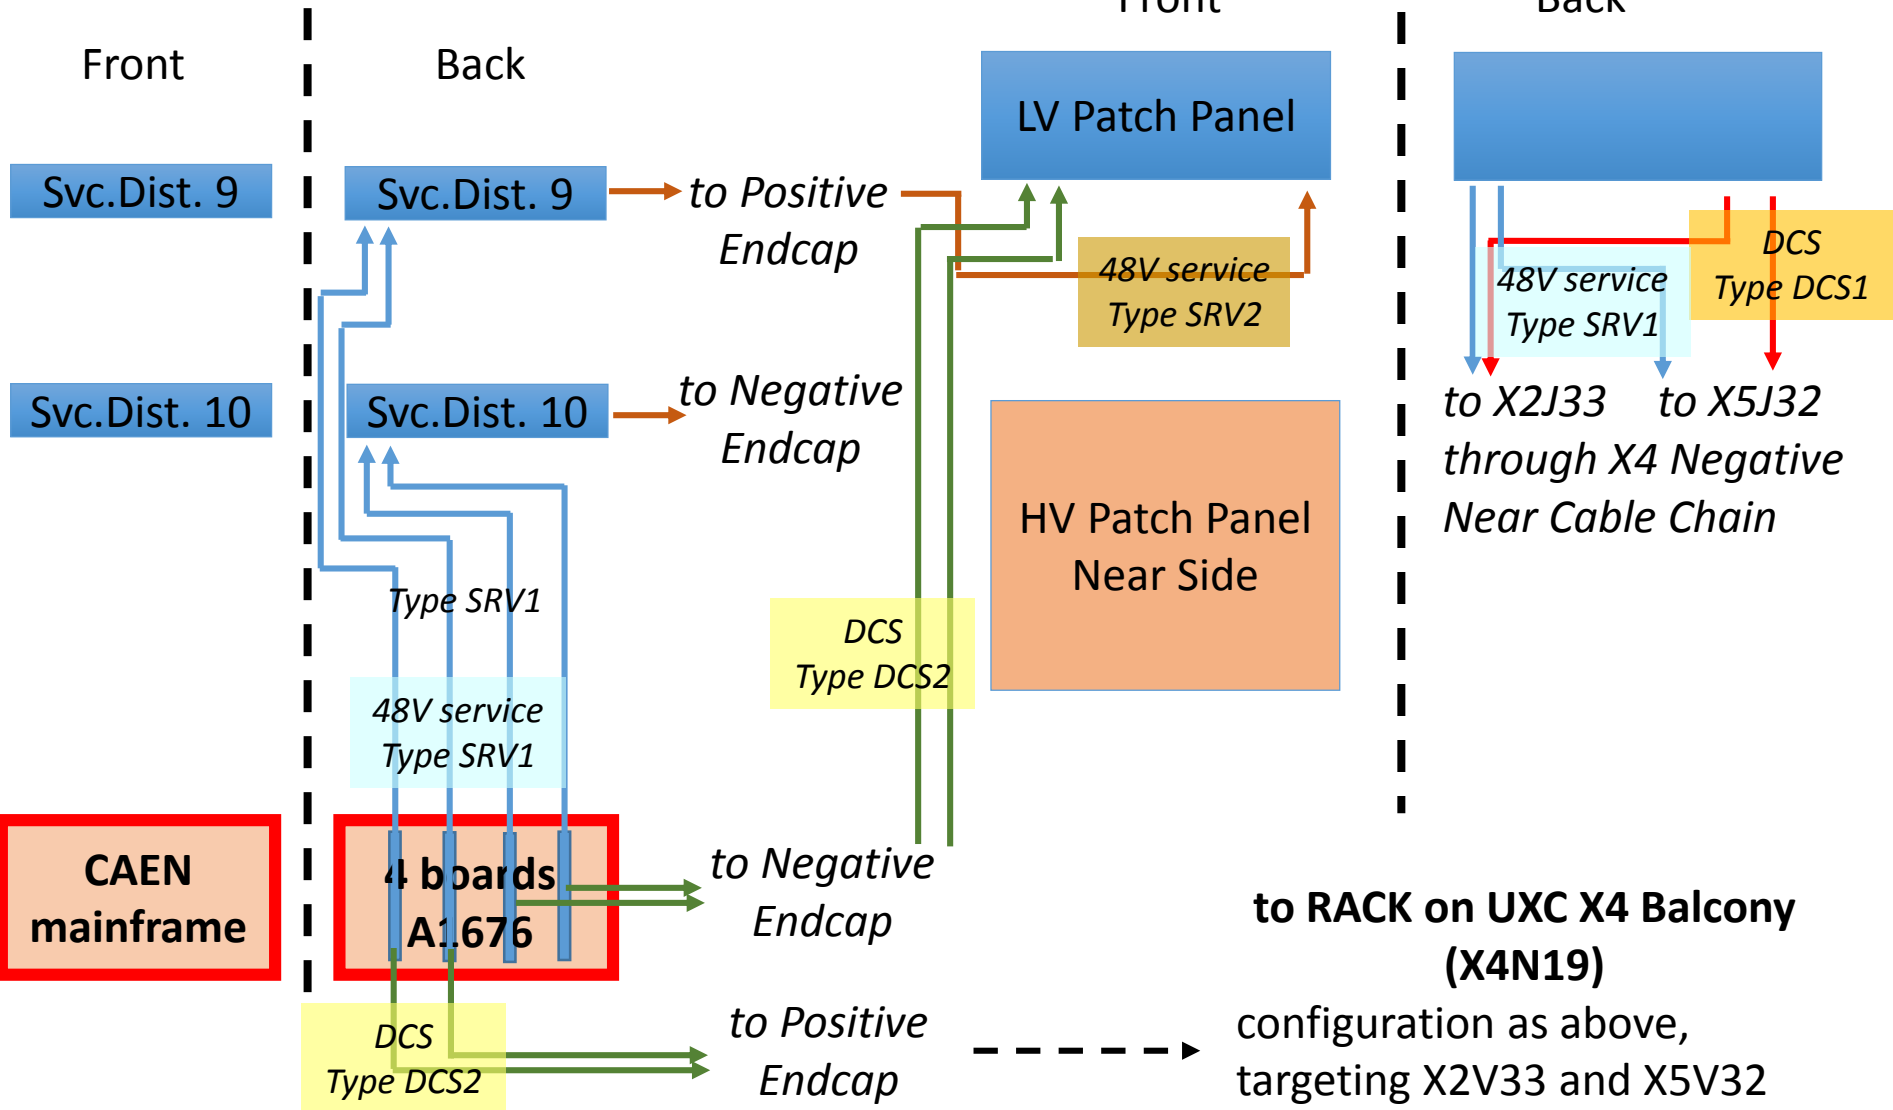 Front
Back
Front
Back
Svc.Dist. 9
Svc.Dist. 9
to Positive
Endcap
Svc.Dist. 10
Svc.Dist. 10
to Negative
Endcap
Type SRV1
48V service
Type SRV1
CAEN
mainframe
4 boards
A1676
to Negative
Endcap
DCS
Type DCS2
to Positive
Endcap
LV Patch Panel
48V service
Type SRV2
HV Patch Panel
Near Side
DCS
Type DCS2
DCS
Type DCS1
48V service
Type SRV1
to X2J33
to X5J32
through X4 Negative
Near Cable Chain
to RACK on UXC X4 Balcony
(X4N19)
configuration as above,
targeting X2V33 and X5V32